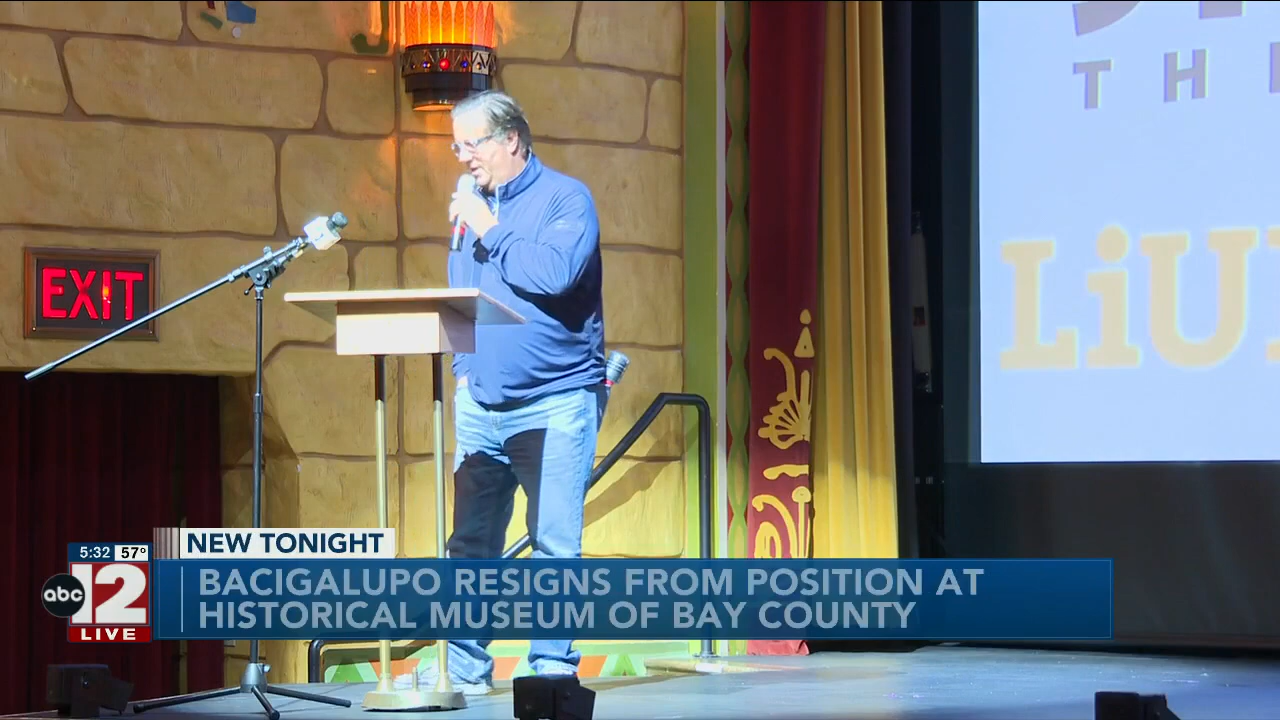 THE
LiU
EXIT
NEW TONIGHT
5:32 57°
abc 12
LIVE
BACIGALUPO RESIGNS FROM POSITION AT
HISTORICAL MUSEUM OF BAY COUNTY